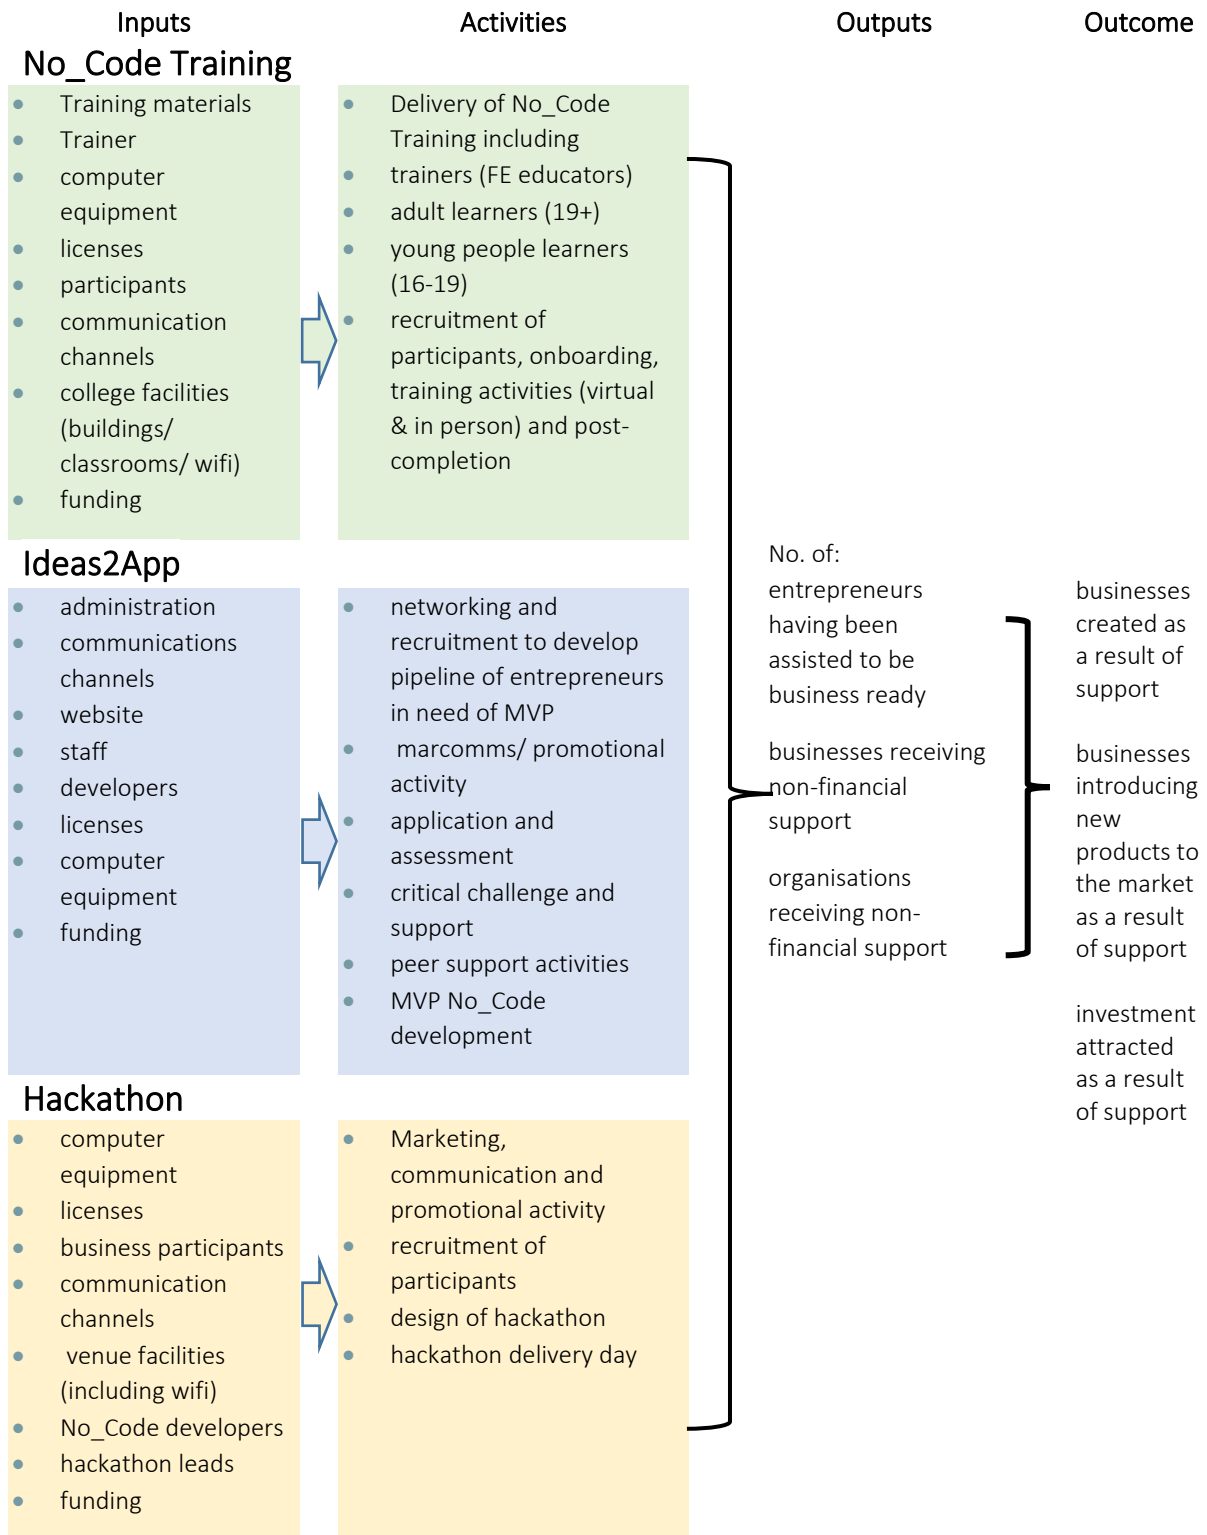 Inputs
Activities
Outputs
Outcome
No_Code Training
Training materials
Trainer
computer
equipment
licenses
participants
communication
channels
college facilities
(buildings/
classrooms/ wifi)
funding
Delivery of No_Code
Training including
trainers (FE educators)
adult learners (19+)
young people learners
(16-19)
recruitment of
participants, onboarding,
training activities (virtual
& in person) and post-
completion
Ideas2App
administration
communications
channels
website
staff
developers
licenses
computer
equipment
funding
networking and
recruitment to develop
pipeline of entrepreneurs
in need of MVP
marcomms/ promotional
activity
application and
assessment
critical challenge and
support
peer support activities
MVP No_Code
development
Hackathon
computer
equipment
licenses
business participants
communication
channels
venue facilities
(including wifi)
No_Code developers
hackathon leads
funding
Marketing,
communication and
promotional activity
recruitment of
participants
design of hackathon
hackathon delivery day
No. of:
entrepreneurs
having been
assisted to be
business ready
businesses receiving
non-financial
support
organisations
receiving non-
financial support
businesses
created as
a result of
support
businesses
introducing
new
products to
the market
as a result
of support
investment
attracted
as a result
of support